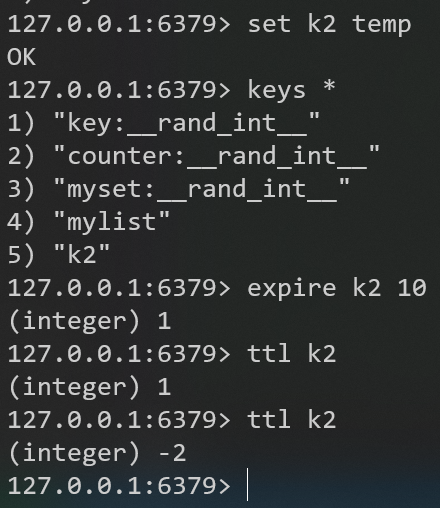 127.0.0.1:6379> set k2 temp
OK
127.0.0.1:6379> keys *
1) "key:__rand_int__"
2) "counter:__rand_int__"
3) "myset:__rand_int__"
4) "mylist"
5) "k2"
127.0.0.1:6379> expire k2 10
(integer) 1
127.0.0.1:6379> ttl k2
(integer) 1
127.0.0.1:6379> ttl k2
(integer) -2
127.0.0.1:6379>